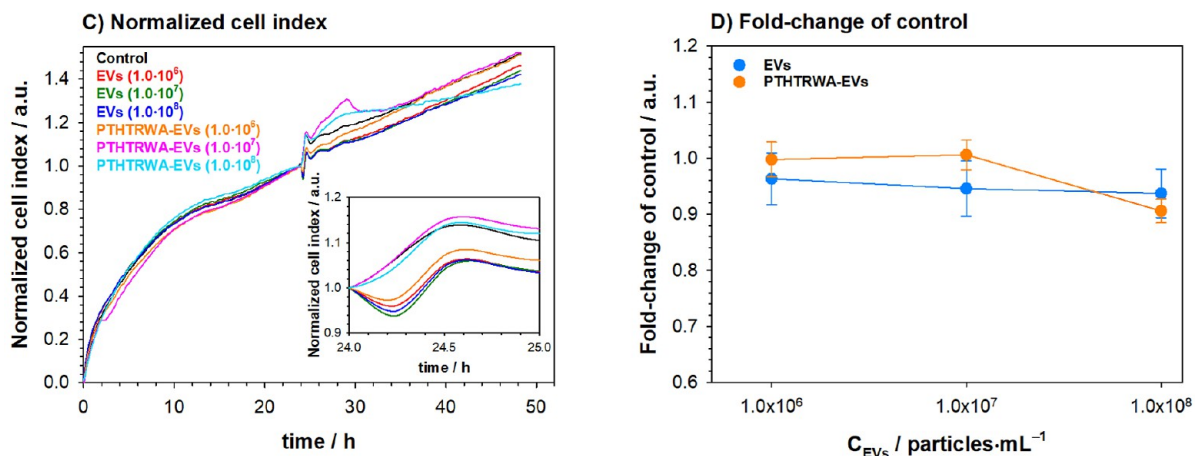 C) Normalized cell index
Normalized cell index / a.u.
1.4
1.2
1.0
0.8
0.6
0.4
0.2
0.0
Control
EVs (1.0·10⁶)
EVs (1.0·10⁷)
EVs (1.0·10⁸)
PTHTRWA-EVs (1.0·10⁶)
PTHTRWA-EVs (1.0·10⁷)
PTHTRWA-EVs (1.0·10⁸)
Normalized cell index / a.u.
1.2
1.1
1.0
0.9
24.0 24.5 25.0
time / h
0 10 20 30 40 50
time / h
D) Fold-change of control
Fold-change of control / a.u.
1.2
1.1
1.0
0.9
0.8
0.7
0.6
EVs
PTHTRWA-EVs
1.0x10⁶ 1.0x10⁷ 1.0x10⁸
C_EVs / particles·mL⁻¹